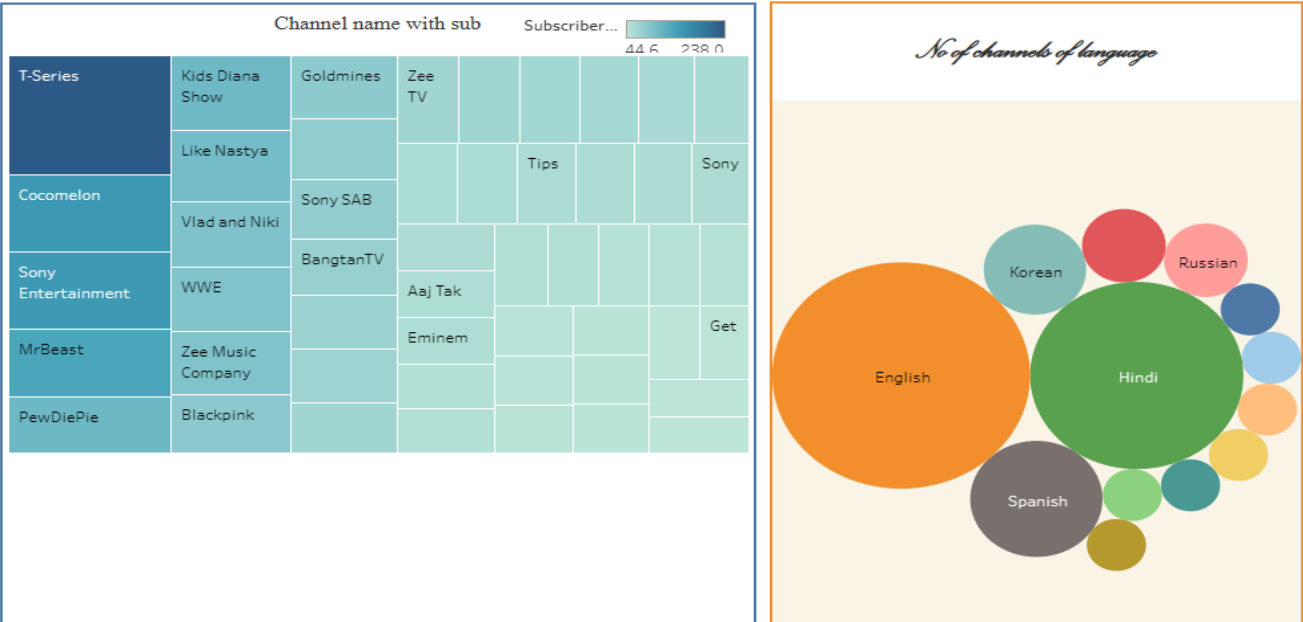 Channel name with sub
Subscriber...
44.6 238.0
T-Series
Cocomelon
Sony
Entertainment
MrBeast
PewDiePie
Kids Diana
Show
Like Nastya
Vlad and Niki
WWE
Zee Music
Company
Blackpink
Goldmines
Sony SAB
BangtanTV
Zee
TV
Tips
Sony
Aaj Tak
Eminem
Get
No of channels of language
Korean
Russian
English
Hindi
Spanish